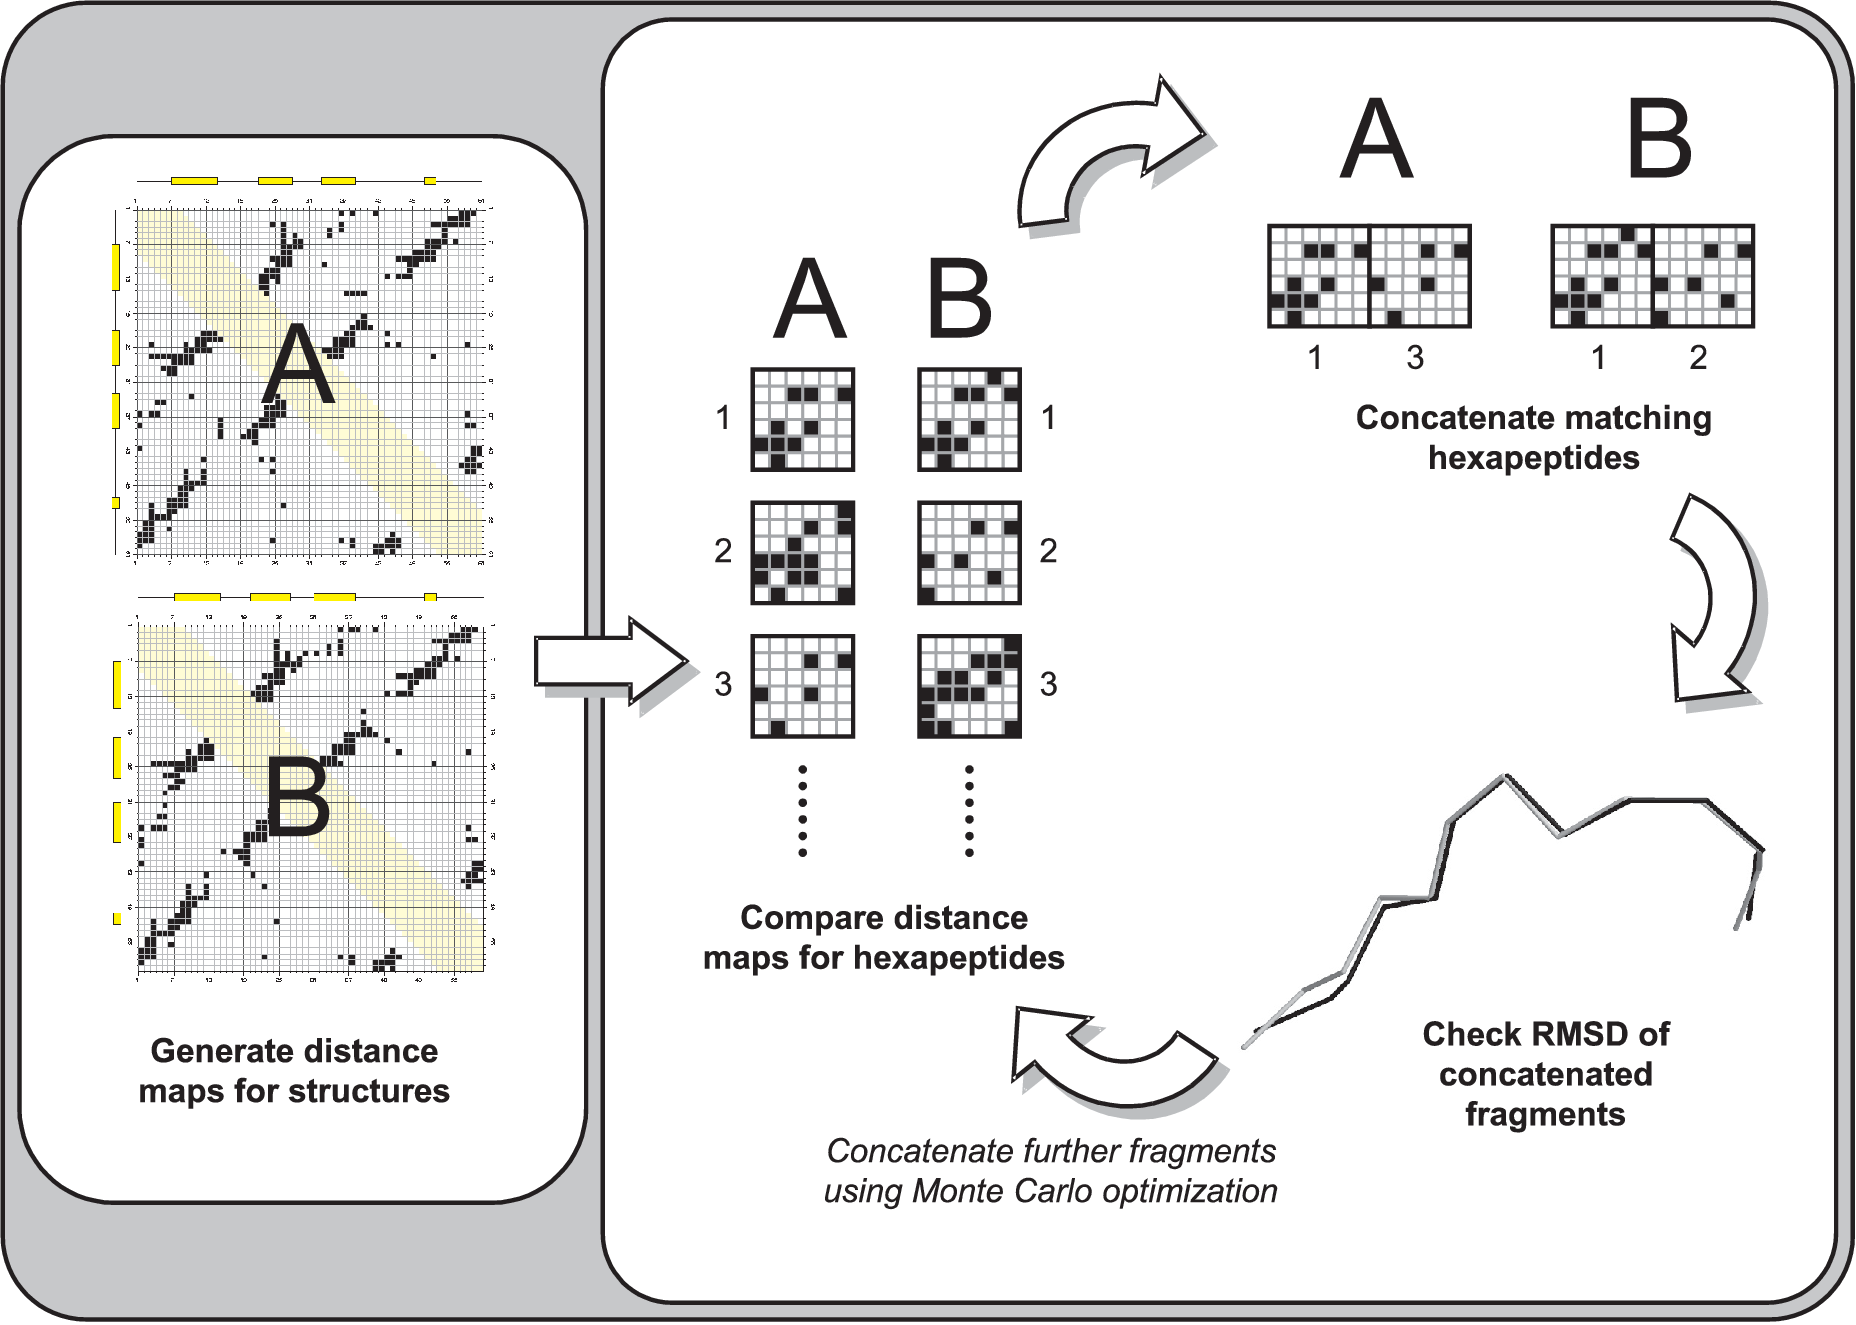 A
B
Generate distance
maps for structures
A B
1 1
2 2
3 3
Compare distance
maps for hexapeptides
A B
1 3 1 2
Concatenate matching
hexapeptides
Check RMSD of
concatenated
fragments
Concatenate further fragments
using Monte Carlo optimization